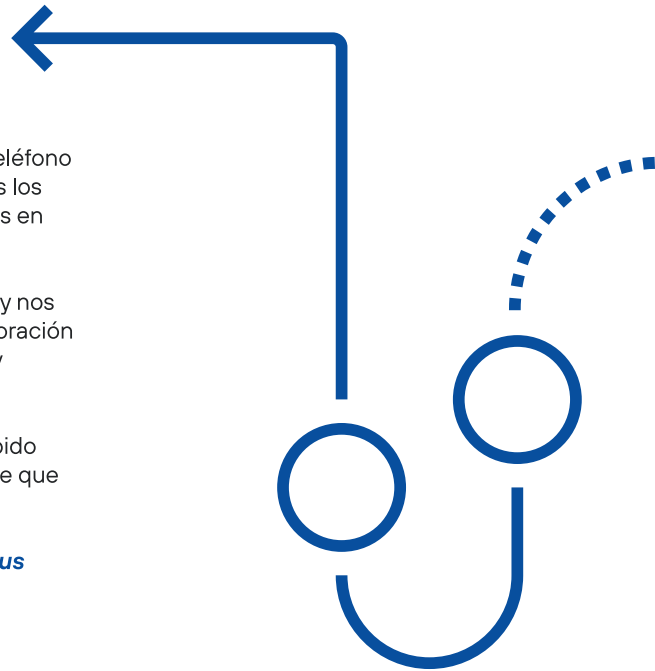 eléfono
s los
s en
y nos
oración
y
bido
e que
us